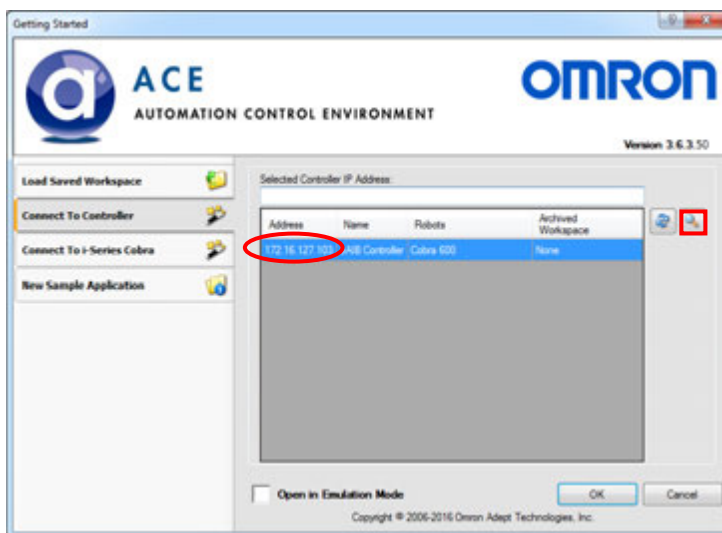 Getting Started
a
ACE
AUTOMATION CONTROL ENVIRONMENT
OMRON
Version 3.6.3.50
Load Saved Workspace
Connect To Controller
Connect To i-Series Cobra
New Sample Application
Selected Controller IP Address:
Address Name Robots Archived Workspace
172 16 127 103 AIB Controller Cobra 600 None
Open in Emulation Mode
OK Cancel
Copyright © 2006-2016 Omron Adept Technologies, Inc.